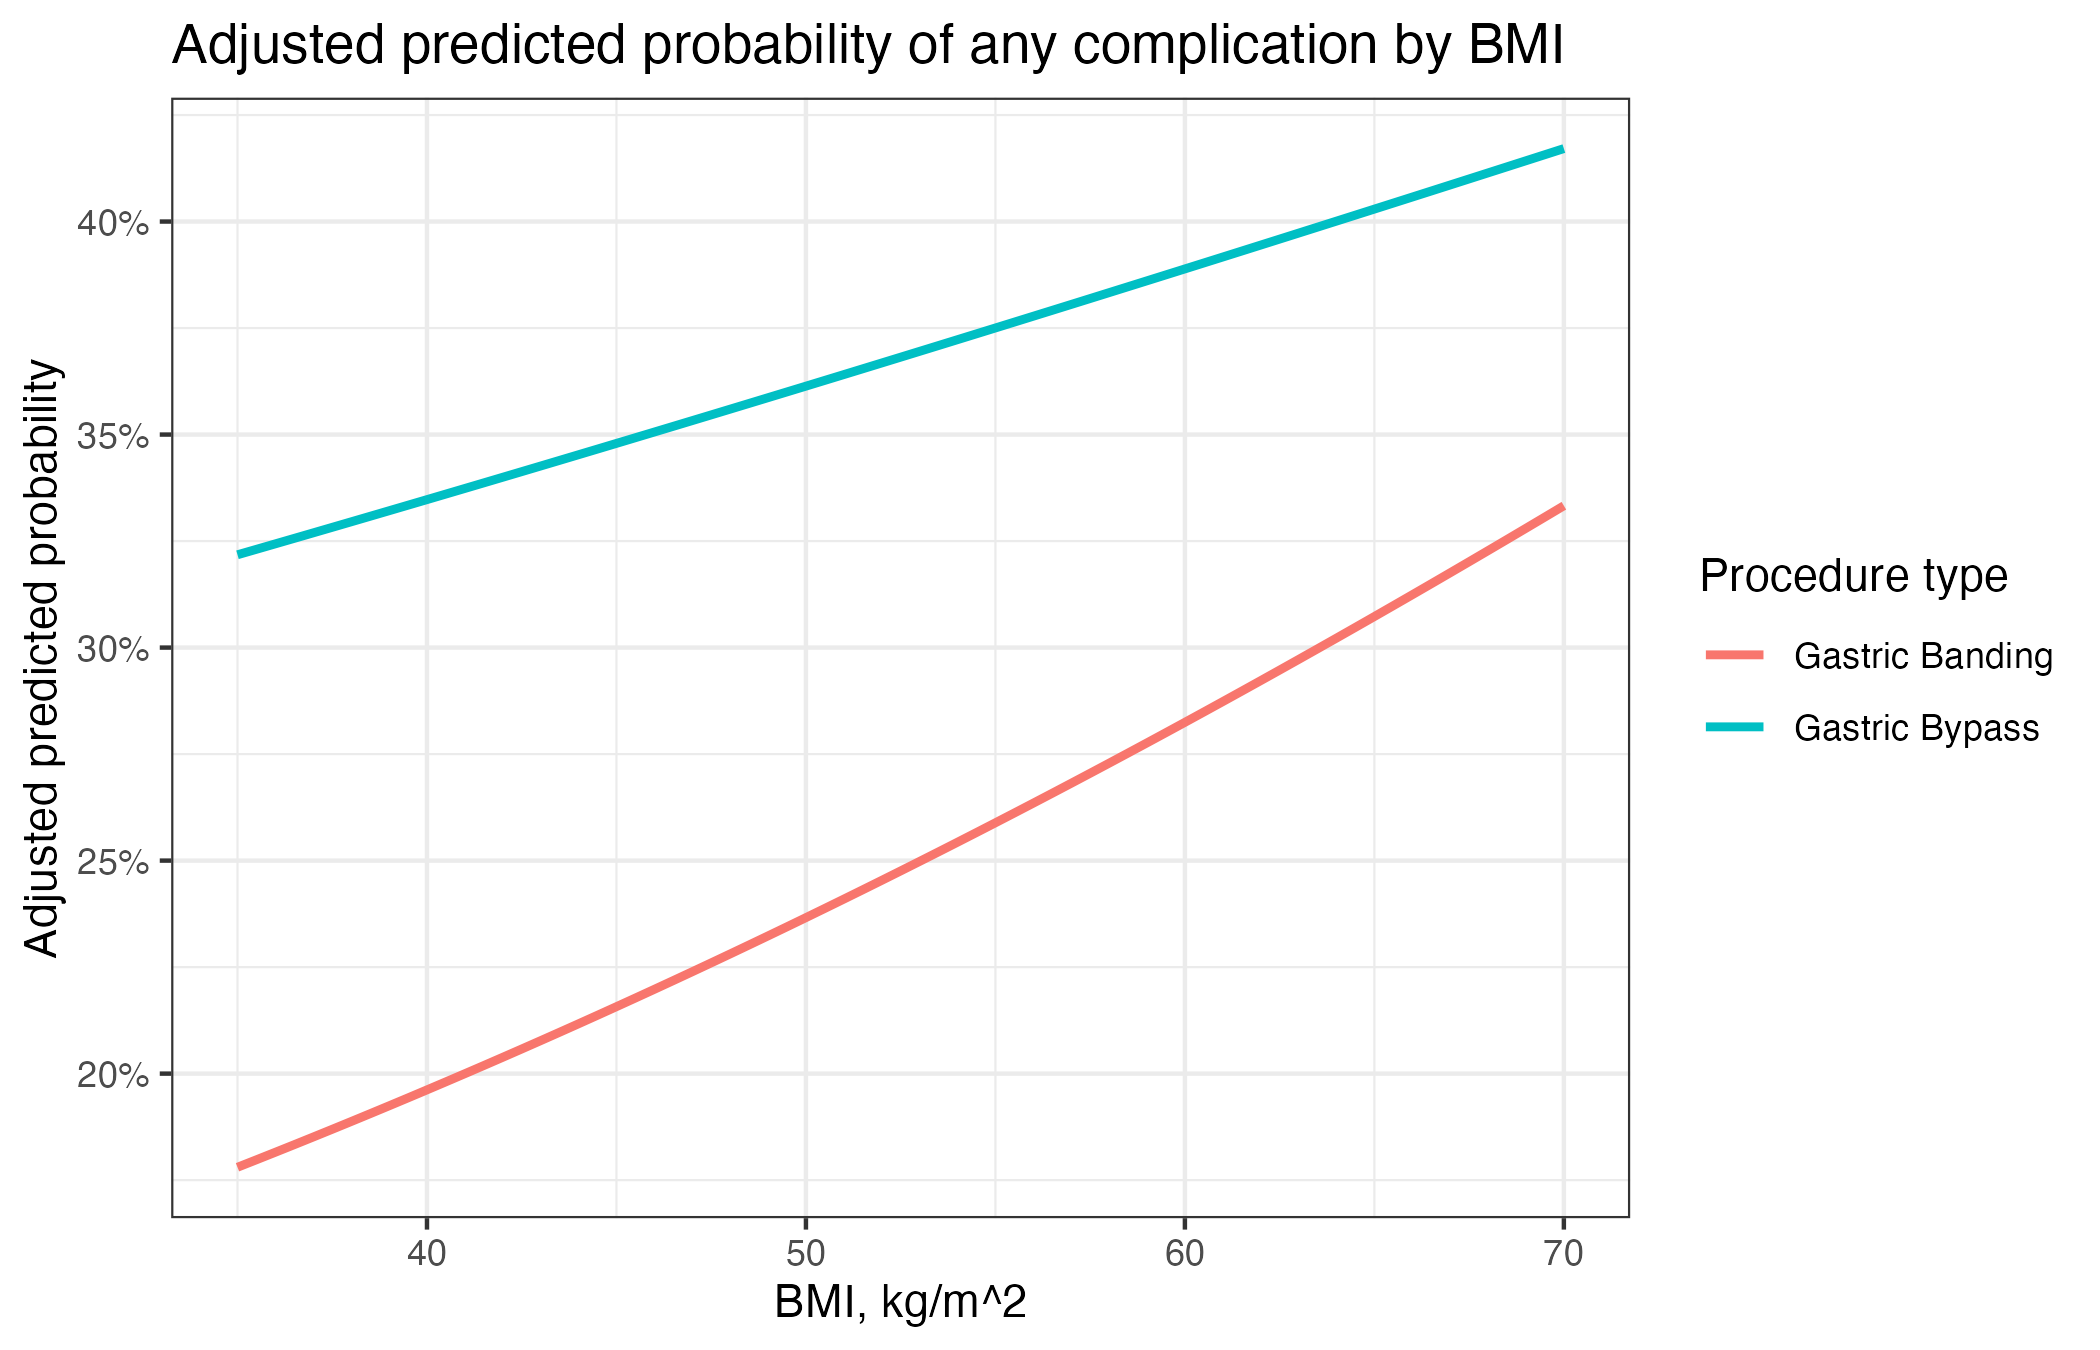 Adjusted predicted probability of any complication by BMI
Adjusted predicted probability
40%
35%
30%
25%
20%
40
50
60
70
BMI, kg/m^2
Procedure type
Gastric Banding
Gastric Bypass